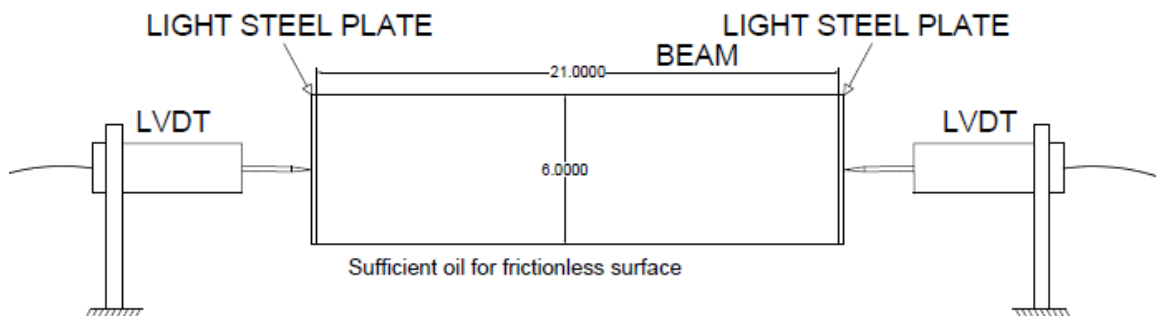 LIGHT STEEL PLATE
LIGHT STEEL PLATE
BEAM
21.0000
LVDT
LVDT
6.0000
Sufficient oil for frictionless surface